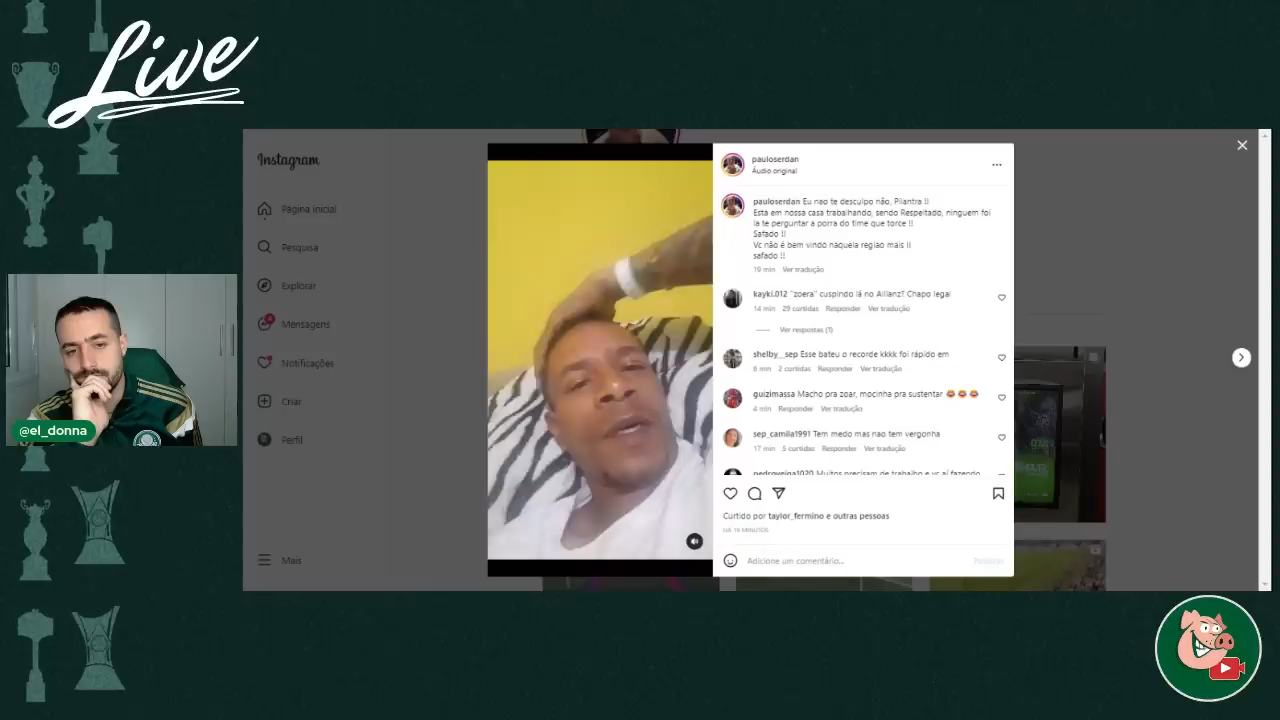 Live
Instagram
Página inicial
Pesquisa
Explorar
Mensagens
4
Notificações
Criar
Perfil
Mais
@el_donna
pauloserdan
Áudio original
pauloserdan Eu nao te desculpo não, Pilantra !!
Esta em nossa casa trabalhando, sendo Respeitado, ninguem foi
la te perguntar a porra do time que torce !!
Safado !!
Vc não é bem vindo naquela regiao mais !!
safado !!
19 min Ver tradução
kayki.012 "zoera" cuspindo lá no Allianz? Chapo legal
14 min 29 curtidas Responder Ver tradução
Ver respostas (1)
shelby__sep Esse bateu o recorde kkkk foi rápido em
6 min 2 curtidas Responder Ver tradução
guizimassa Macho pra zoar, mocinha pra sustentar 😂😂😂
4 min Responder Ver tradução
sep_camila1991 Tem medo mas nao tem vergonha
17 min 5 curtidas Responder Ver tradução
pedroveiga1020 Muitos precisam de trabalho e vc aí fazendo
Curtido por taylor_fermino e outras pessoas
HÁ 19 MINUTOS
Adicione um comentário...
Publicar